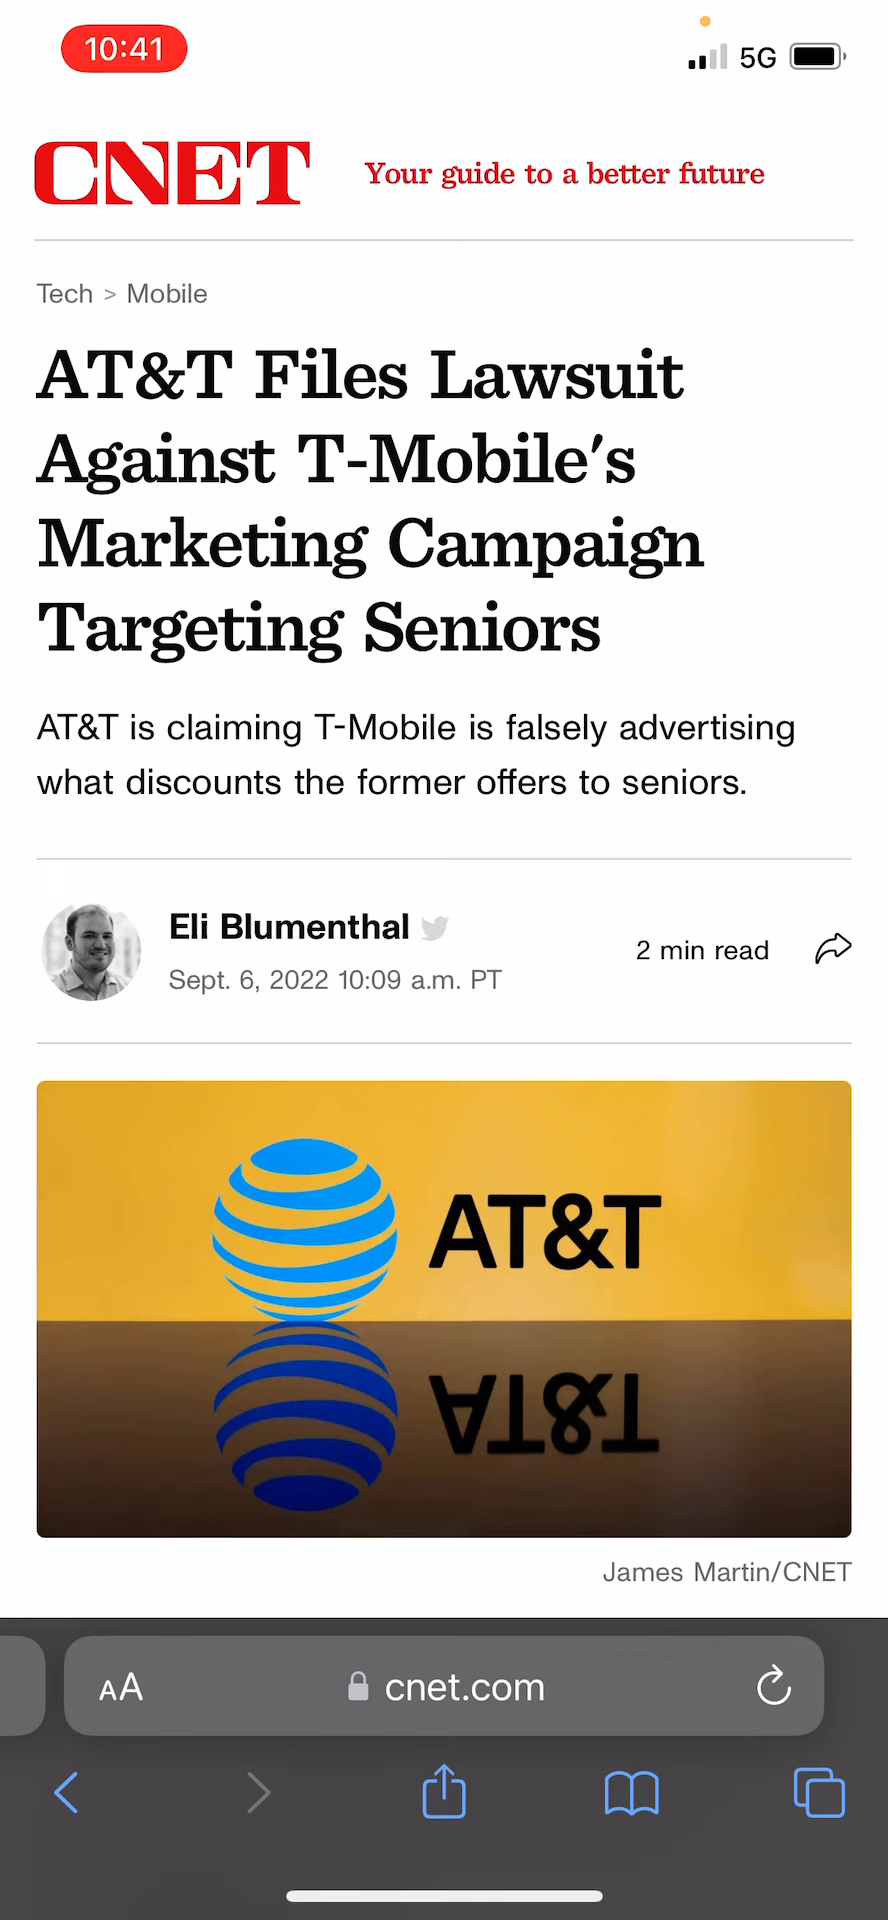 10:41
5G
CNET
Your guide to a better future
Tech > Mobile
AT&T Files Lawsuit
Against T-Mobile's
Marketing Campaign
Targeting Seniors
AT&T is claiming T-Mobile is falsely advertising
what discounts the former offers to seniors.
Eli Blumenthal
Sept. 6, 2022 10:09 a.m. PT
2 min read
AT&T
AT&T
James Martin/CNET
AA
cnet.com